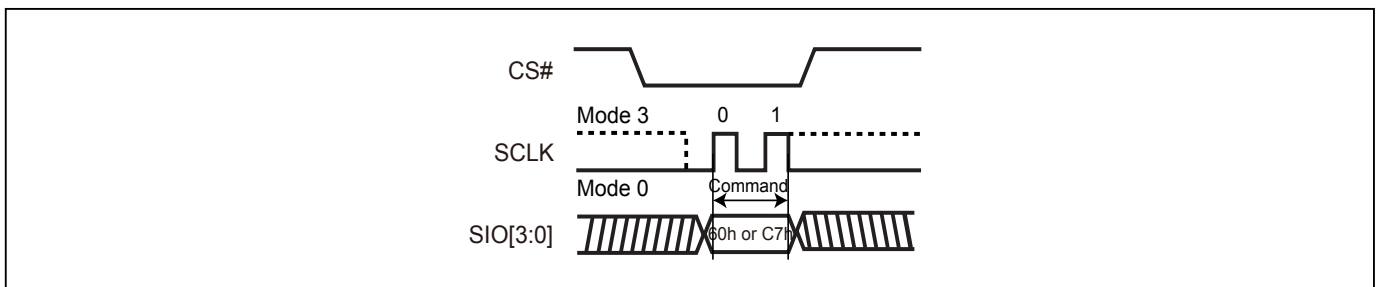 CS#
Mode 3 0 1
SCLK
Mode 0 Command
SIO[3:0] 60h or C7h